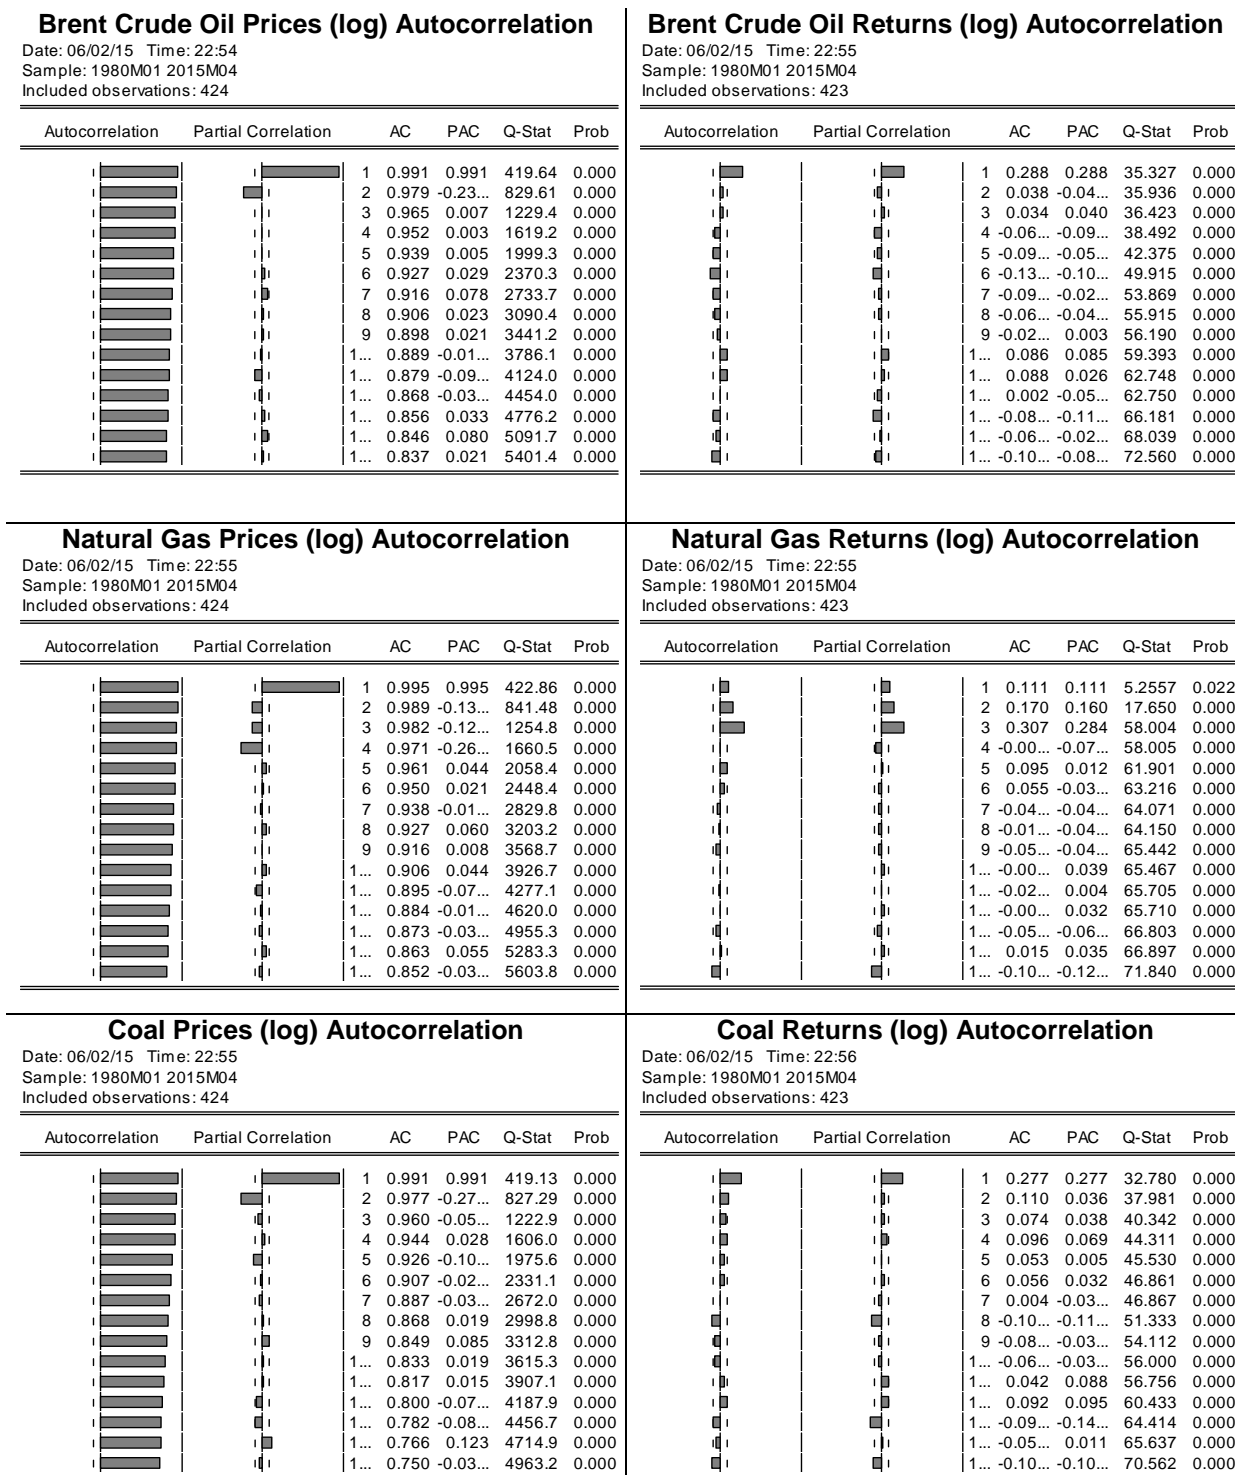 Brent Crude Oil Prices (log) Autocorrelation
Date: 06/02/15 Time: 22:54
Sample: 1980M01 2015M04
Included observations: 424
Autocorrelation Partial Correlation AC PAC Q-Stat Prob
1 0.991 0.991 419.64 0.000
2 0.979 -0.23... 829.61 0.000
3 0.965 0.007 1229.4 0.000
4 0.952 0.003 1619.2 0.000
5 0.939 0.005 1999.3 0.000
6 0.927 0.029 2370.3 0.000
7 0.916 0.078 2733.7 0.000
8 0.906 0.023 3090.4 0.000
9 0.898 0.021 3441.2 0.000
1... 0.889 -0.01... 3786.1 0.000
1... 0.879 -0.09... 4124.0 0.000
1... 0.868 -0.03... 4454.0 0.000
1... 0.856 0.033 4776.2 0.000
1... 0.846 0.080 5091.7 0.000
1... 0.837 0.021 5401.4 0.000
Brent Crude Oil Returns (log) Autocorrelation
Date: 06/02/15 Time: 22:55
Sample: 1980M01 2015M04
Included observations: 423
Autocorrelation Partial Correlation AC PAC Q-Stat Prob
1 0.288 0.288 35.327 0.000
2 0.038 -0.04... 35.936 0.000
3 0.034 0.040 36.423 0.000
4 -0.06... -0.09... 38.492 0.000
5 -0.09... -0.05... 42.375 0.000
6 -0.13... -0.10... 49.915 0.000
7 -0.09... -0.02... 53.869 0.000
8 -0.06... -0.04... 55.915 0.000
9 -0.02... 0.003 56.190 0.000
1... 0.086 0.085 59.393 0.000
1... 0.088 0.026 62.748 0.000
1... 0.002 -0.05... 62.750 0.000
1... -0.08... -0.11... 66.181 0.000
1... -0.06... -0.02... 68.039 0.000
1... -0.10... -0.08... 72.560 0.000
Natural Gas Prices (log) Autocorrelation
Date: 06/02/15 Time: 22:55
Sample: 1980M01 2015M04
Included observations: 424
Autocorrelation Partial Correlation AC PAC Q-Stat Prob
1 0.995 0.995 422.86 0.000
2 0.989 -0.13... 841.48 0.000
3 0.982 -0.12... 1254.8 0.000
4 0.971 -0.26... 1660.5 0.000
5 0.961 0.044 2058.4 0.000
6 0.950 0.021 2448.4 0.000
7 0.938 -0.01... 2829.8 0.000
8 0.927 0.060 3203.2 0.000
9 0.916 0.008 3568.7 0.000
1... 0.906 0.044 3926.7 0.000
1... 0.895 -0.07... 4277.1 0.000
1... 0.884 -0.01... 4620.0 0.000
1... 0.873 -0.03... 4955.3 0.000
1... 0.863 0.055 5283.3 0.000
1... 0.852 -0.03... 5603.8 0.000
Natural Gas Returns (log) Autocorrelation
Date: 06/02/15 Time: 22:55
Sample: 1980M01 2015M04
Included observations: 423
Autocorrelation Partial Correlation AC PAC Q-Stat Prob
1 0.111 0.111 5.2557 0.022
2 0.170 0.160 17.650 0.000
3 0.307 0.284 58.004 0.000
4 -0.00... -0.07... 58.005 0.000
5 0.095 0.012 61.901 0.000
6 0.055 -0.03... 63.216 0.000
7 -0.04... -0.04... 64.071 0.000
8 -0.01... -0.04... 64.150 0.000
9 -0.05... -0.04... 65.442 0.000
1... -0.00... 0.039 65.467 0.000
1... -0.02... 0.004 65.705 0.000
1... -0.00... 0.032 65.710 0.000
1... -0.05... -0.06... 66.803 0.000
1... 0.015 0.035 66.897 0.000
1... -0.10... -0.12... 71.840 0.000
Coal Prices (log) Autocorrelation
Date: 06/02/15 Time: 22:55
Sample: 1980M01 2015M04
Included observations: 424
Autocorrelation Partial Correlation AC PAC Q-Stat Prob
1 0.991 0.991 419.13 0.000
2 0.977 -0.27... 827.29 0.000
3 0.960 -0.05... 1222.9 0.000
4 0.944 0.028 1606.0 0.000
5 0.926 -0.10... 1975.6 0.000
6 0.907 -0.02... 2331.1 0.000
7 0.887 -0.03... 2672.0 0.000
8 0.868 0.019 2998.8 0.000
9 0.849 0.085 3312.8 0.000
1... 0.833 0.019 3615.3 0.000
1... 0.817 0.015 3907.1 0.000
1... 0.800 -0.07... 4187.9 0.000
1... 0.782 -0.08... 4456.7 0.000
1... 0.766 0.123 4714.9 0.000
1... 0.750 -0.03... 4963.2 0.000
Coal Returns (log) Autocorrelation
Date: 06/02/15 Time: 22:56
Sample: 1980M01 2015M04
Included observations: 423
Autocorrelation Partial Correlation AC PAC Q-Stat Prob
1 0.277 0.277 32.780 0.000
2 0.110 0.036 37.981 0.000
3 0.074 0.038 40.342 0.000
4 0.096 0.069 44.311 0.000
5 0.053 0.005 45.530 0.000
6 0.056 0.032 46.861 0.000
7 0.004 -0.03... 46.867 0.000
8 -0.10... -0.11... 51.333 0.000
9 -0.08... -0.03... 54.112 0.000
1... -0.06... -0.03... 56.000 0.000
1... 0.042 0.088 56.756 0.000
1... 0.092 0.095 60.433 0.000
1... -0.09... -0.14... 64.414 0.000
1... -0.05... 0.011 65.637 0.000
1... -0.10... -0.10... 70.562 0.000